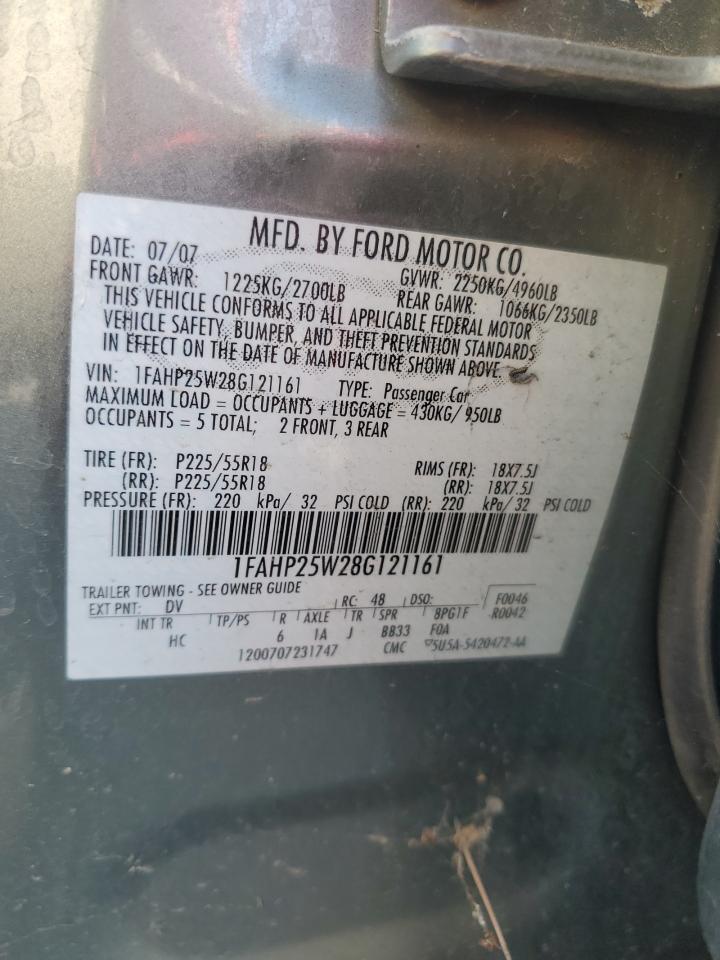 MFD. BY FORD MOTOR CO.
DATE: 07/07 GVWR: 2250KG/4960LB
FRONT GAWR: 1225KG/2700LB REAR GAWR: 1066KG/2350LB
THIS VEHICLE CONFORMS TO ALL APPLICABLE FEDERAL MOTOR
VEHICLE SAFETY, BUMPER, AND THEFT PREVENTION STANDARDS
IN EFFECT ON THE DATE OF MANUFACTURE SHOWN ABOVE.
VIN: 1FAHP25W28G121161 TYPE: Passenger Car
MAXIMUM LOAD = OCCUPANTS + LUGGAGE = 430KG/ 950LB
OCCUPANTS = 5 TOTAL; 2 FRONT, 3 REAR
TIRE (FR): P225/55R18 RIMS (FR): 18X7.5J
(RR): P225/55R18 (RR): 18X7.5J
PRESSURE (FR): 220 kPa/ 32 PSI COLD (RR): 220 kPa/ 32 PSI COLD
1FAHP25W28G121161
TRAILER TOWING - SEE OWNER GUIDE
EXT PNT: DV RC: 48 DSO: F0046
INT TR TP/PS R AXLE TR SPR 8PG1F R0042
HC 6 1A J BB33 F0A
1200707231747 CMC 5U5A-5420472-AA